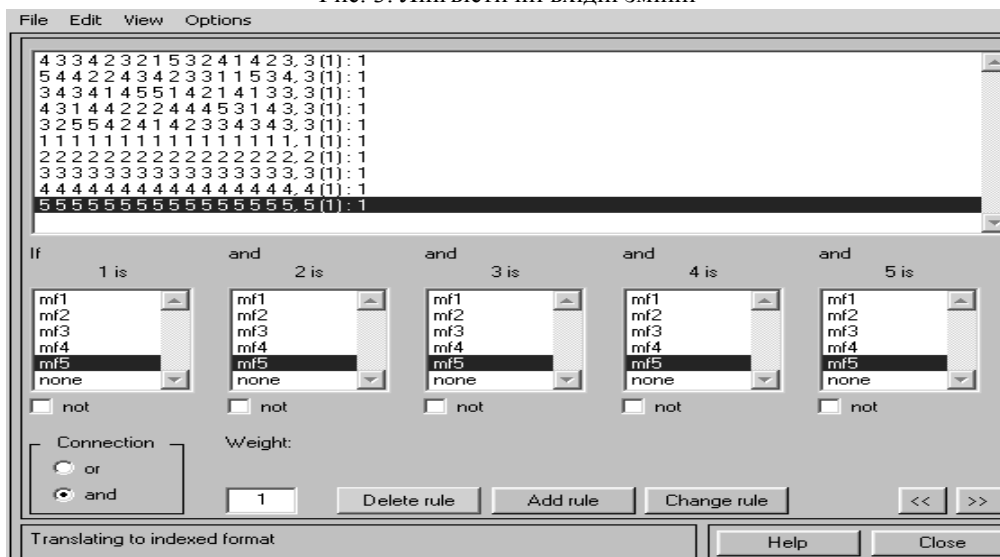 Рис. Лінгвістичні вхідні змінні
File Edit View Options
4 3 3 4 2 3 2 1 5 3 2 4 1 4 2 3, 3 (1) : 1
5 4 4 2 2 4 3 4 2 3 3 1 1 5 3 4, 3 (1) : 1
3 4 3 4 1 4 5 5 1 4 2 1 4 1 3 3, 3 (1) : 1
4 3 1 4 4 2 2 2 4 4 4 5 3 1 4 3, 3 (1) : 1
3 2 5 5 4 2 4 1 4 2 3 3 4 3 4 3, 3 (1) : 1
1 1 1 1 1 1 1 1 1 1 1 1 1 1 1 1, 1 (1) : 1
2 2 2 2 2 2 2 2 2 2 2 2 2 2 2 2, 2 (1) : 1
3 3 3 3 3 3 3 3 3 3 3 3 3 3 3 3, 3 (1) : 1
4 4 4 4 4 4 4 4 4 4 4 4 4 4 4 4, 4 (1) : 1
5 5 5 5 5 5 5 5 5 5 5 5 5 5 5 5, 5 (1) : 1
If and and and and
1 is 2 is 3 is 4 is 5 is
mf1 mf1 mf1 mf1 mf1
mf2 mf2 mf2 mf2 mf2
mf3 mf3 mf3 mf3 mf3
mf4 mf4 mf4 mf4 mf4
mf5 mf5 mf5 mf5 mf5
none none none none none
not not not not not
Connection Weight:
or
and 1 Delete rule Add rule Change rule << >>
Translating to indexed format Help Close